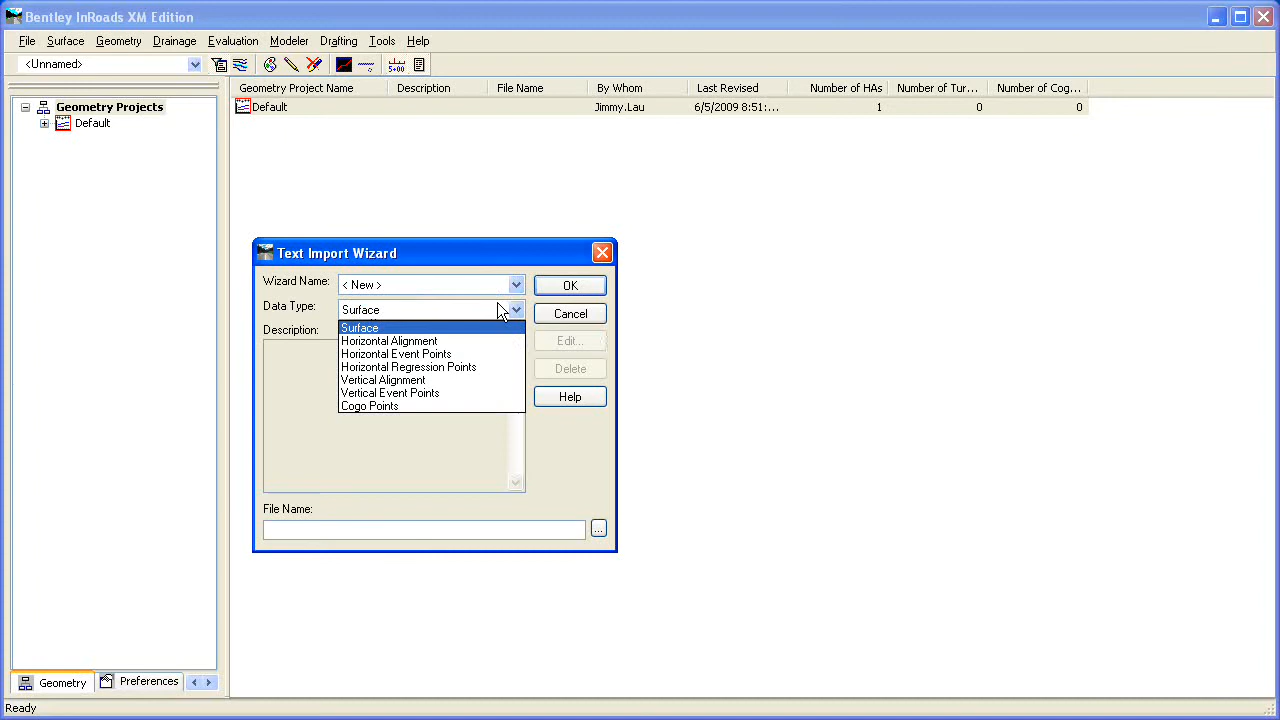 Bentley InRoads XM Edition
File Surface Geometry Drainage Evaluation Modeler Drafting Tools Help
<Unnamed>
5+00
Geometry Project Name Description File Name By Whom Last Revised Number of HAs Number of Tur... Number of Cog...
Default Jimmy.Lau 6/5/2009 8:51:... 1 0 0
Geometry Projects
Default
Text Import Wizard
Wizard Name: < New > OK
Data Type: Surface Cancel
Description:
Surface
Horizontal Alignment
Horizontal Event Points
Horizontal Regression Points
Vertical Alignment
Vertical Event Points
Cogo Points
Edit...
Delete
Help
File Name:
...
Geometry Preferences
Ready